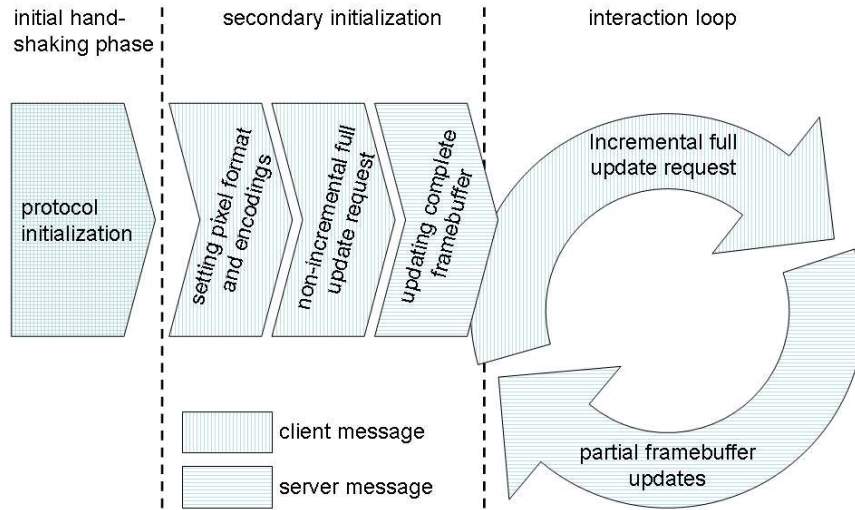 initial hand-
shaking phase
secondary initialization
interaction loop
protocol
initialization
setting pixel format
and encodings
non-incremental full
update request
updating complete
framebuffer
Incremental full
update request
partial framebuffer
updates
client message
server message